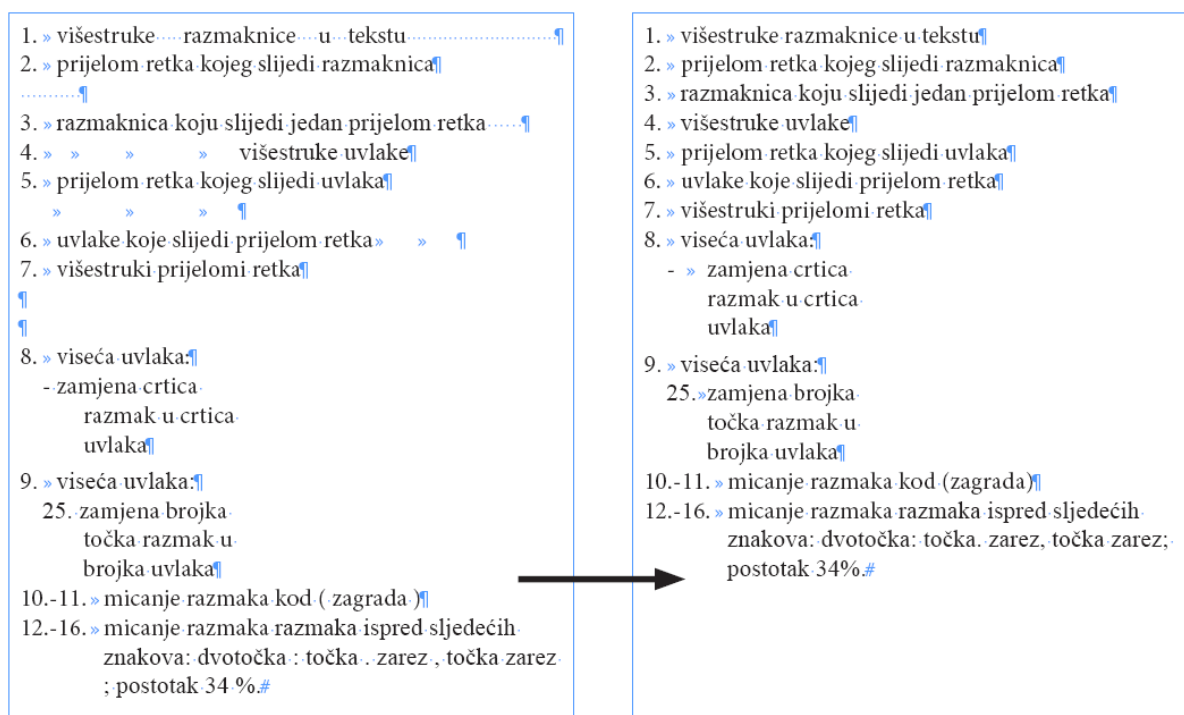 1. » višestruke·····razmaknice····u···tekstu·······················¶
2. » prijelom·retka·kojeg·slijedi·razmaknica¶
··········¶
3. » razmaknica·koju·slijedi·jedan·prijelom·retka······¶
4. » » » » višestruke·uvlake¶
5. » prijelom·retka·kojeg·slijedi·uvlaka¶
» » » ¶
6. » uvlake·koje·slijedi·prijelom·retka» » ¶
7. » višestruki·prijelomi·retka¶
¶
¶
8. » viseća·uvlaka:¶
-·zamjena·crtica·
razmak·u·crtica·
uvlaka¶
9. » viseća·uvlaka:¶
25.·zamjena·brojka·
točka·razmak·u·
brojka·uvlaka¶
10.-11. » micanje·razmaka·kod·(·zagrada·)¶
12.-16. » micanje·razmaka·razmaka·ispred·sljedećih·
znakova:·dvotočka·:·točka·.·zarez·,·točka·zarez·
;·postotak·34·%.#
1. » višestruke·razmaknice·u·tekstu¶
2. » prijelom·retka·kojeg·slijedi·razmaknica¶
3. » razmaknica·koju·slijedi·jedan·prijelom·retka¶
4. » višestruke·uvlake¶
5. » prijelom·retka·kojeg·slijedi·uvlaka¶
6. » uvlake·koje·slijedi·prijelom·retka¶
7. » višestruki·prijelomi·retka¶
8. » viseća·uvlaka:¶
- » zamjena·crtica·
razmak·u·crtica·
uvlaka¶
9. » viseća·uvlaka:¶
25.»zamjena·brojka·
točka·razmak·u·
brojka·uvlaka¶
10.-11. » micanje·razmaka·kod·(zagrada)¶
12.-16. » micanje·razmaka·razmaka·ispred·sljedećih·
znakova:·dvotočka:·točka.·zarez,·točka·zarez;·
postotak·34%.#